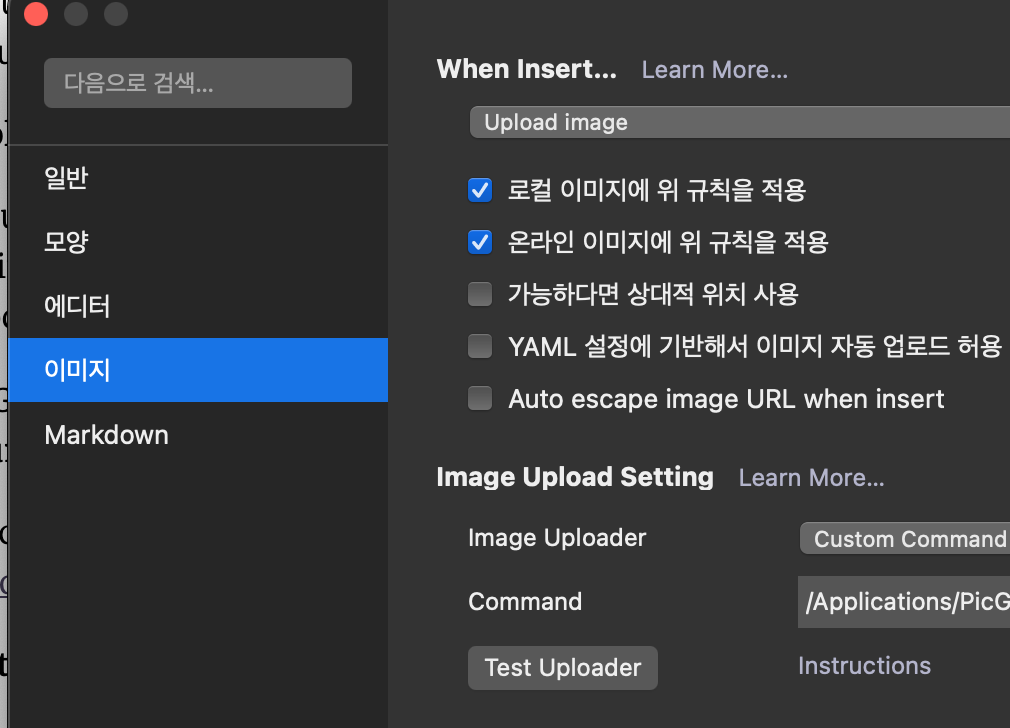 다음으로 검색...
일반
모양
에디터
이미지
Markdown
When Insert... Learn More...
Upload image
로컬 이미지에 위 규칙을 적용
온라인 이미지에 위 규칙을 적용
가능하다면 상대적 위치 사용
YAML 설정에 기반해서 이미지 자동 업로드 허용
Auto escape image URL when insert
Image Upload Setting Learn More...
Image Uploader Custom Command
Command /Applications/PicG
Test Uploader Instructions